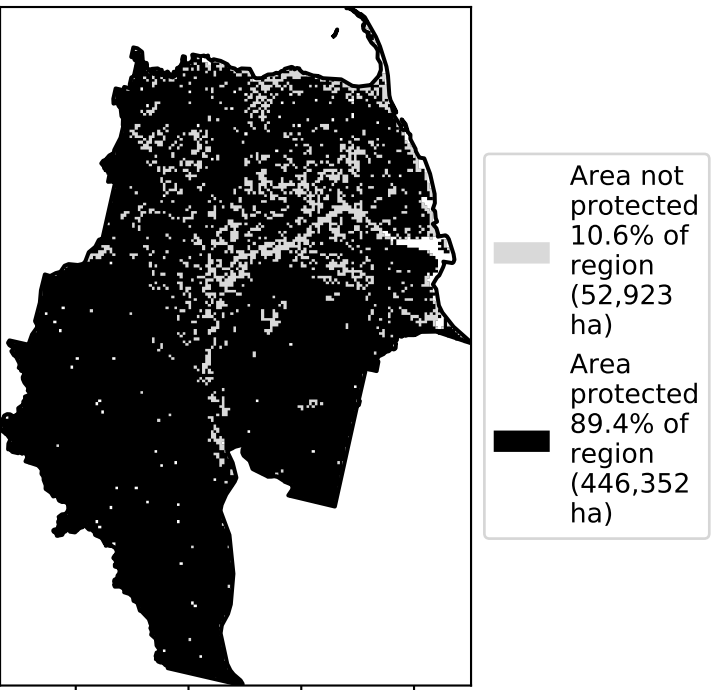 Area not
protected
10.6% of
region
(52,923
ha)
Area
protected
89.4% of
region
(446,352
ha)